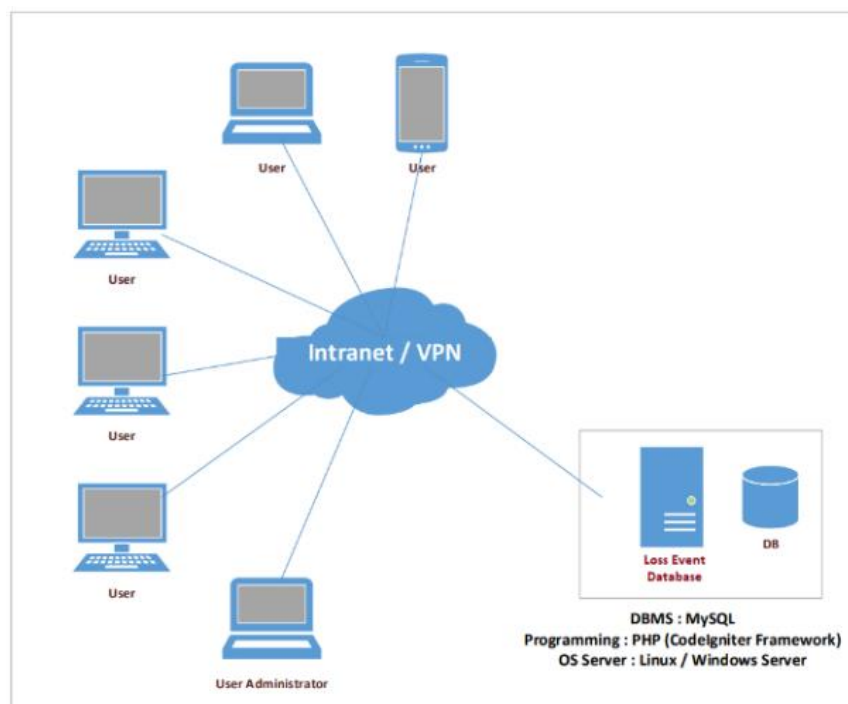 User
User
User
Intranet / VPN
User
User
User Administrator
Loss Event
Database
DB
DBMS : MySQL
Programming : PHP (CodeIgniter Framework)
OS Server : Linux / Windows Server